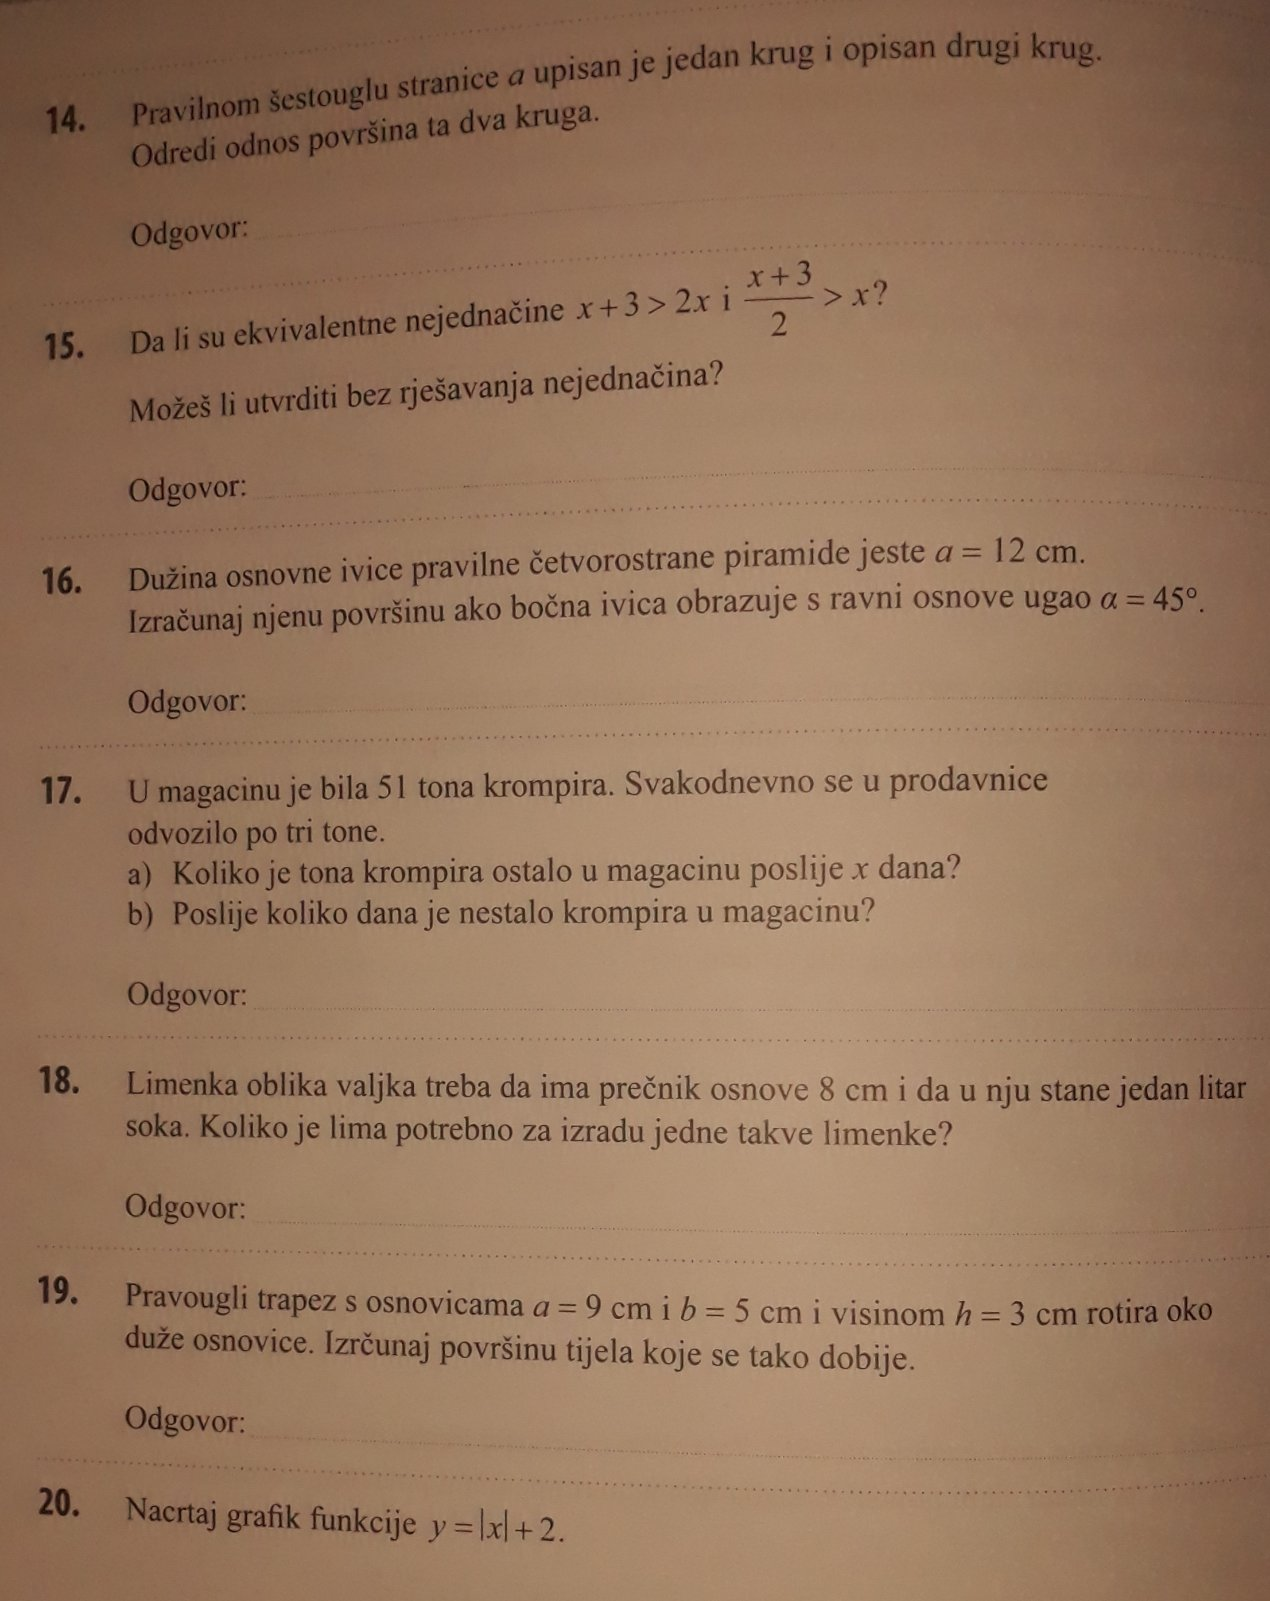 14. Pravilnom šestouglu stranice a upisan je jedan krug i opisan drugi krug.
Odredi odnos površina ta dva kruga.
Odgovor:
15. Da li su ekvivalentne nejednačine x + 3 > 2x i \frac{x + 3}{2} > x?
Možeš li utvrditi bez rješavanja nejednačina?
Odgovor:
16. Dužina osnovne ivice pravilne četvorostrane piramide jeste a = 12 cm.
Izračunaj njenu površinu ako bočna ivica obrazuje s ravni osnove ugao α = 45°.
Odgovor:
17. U magacinu je bila 51 tona krompira. Svakodnevno se u prodavnice
odvozilo po tri tone.
a) Koliko je tona krompira ostalo u magacinu poslije x dana?
b) Poslije koliko dana je nestalo krompira u magacinu?
Odgovor:
18. Limenka oblika valjka treba da ima prečnik osnove 8 cm i da u nju stane jedan litar
soka. Koliko je lima potrebno za izradu jedne takve limenke?
Odgovor:
19. Pravougli trapez s osnovicama a = 9 cm i b = 5 cm i visinom h = 3 cm rotira oko
duže osnovice. Izrčunaj površinu tijela koje se tako dobije.
Odgovor:
20. Nacrtaj grafik funkcije y = |x| + 2.